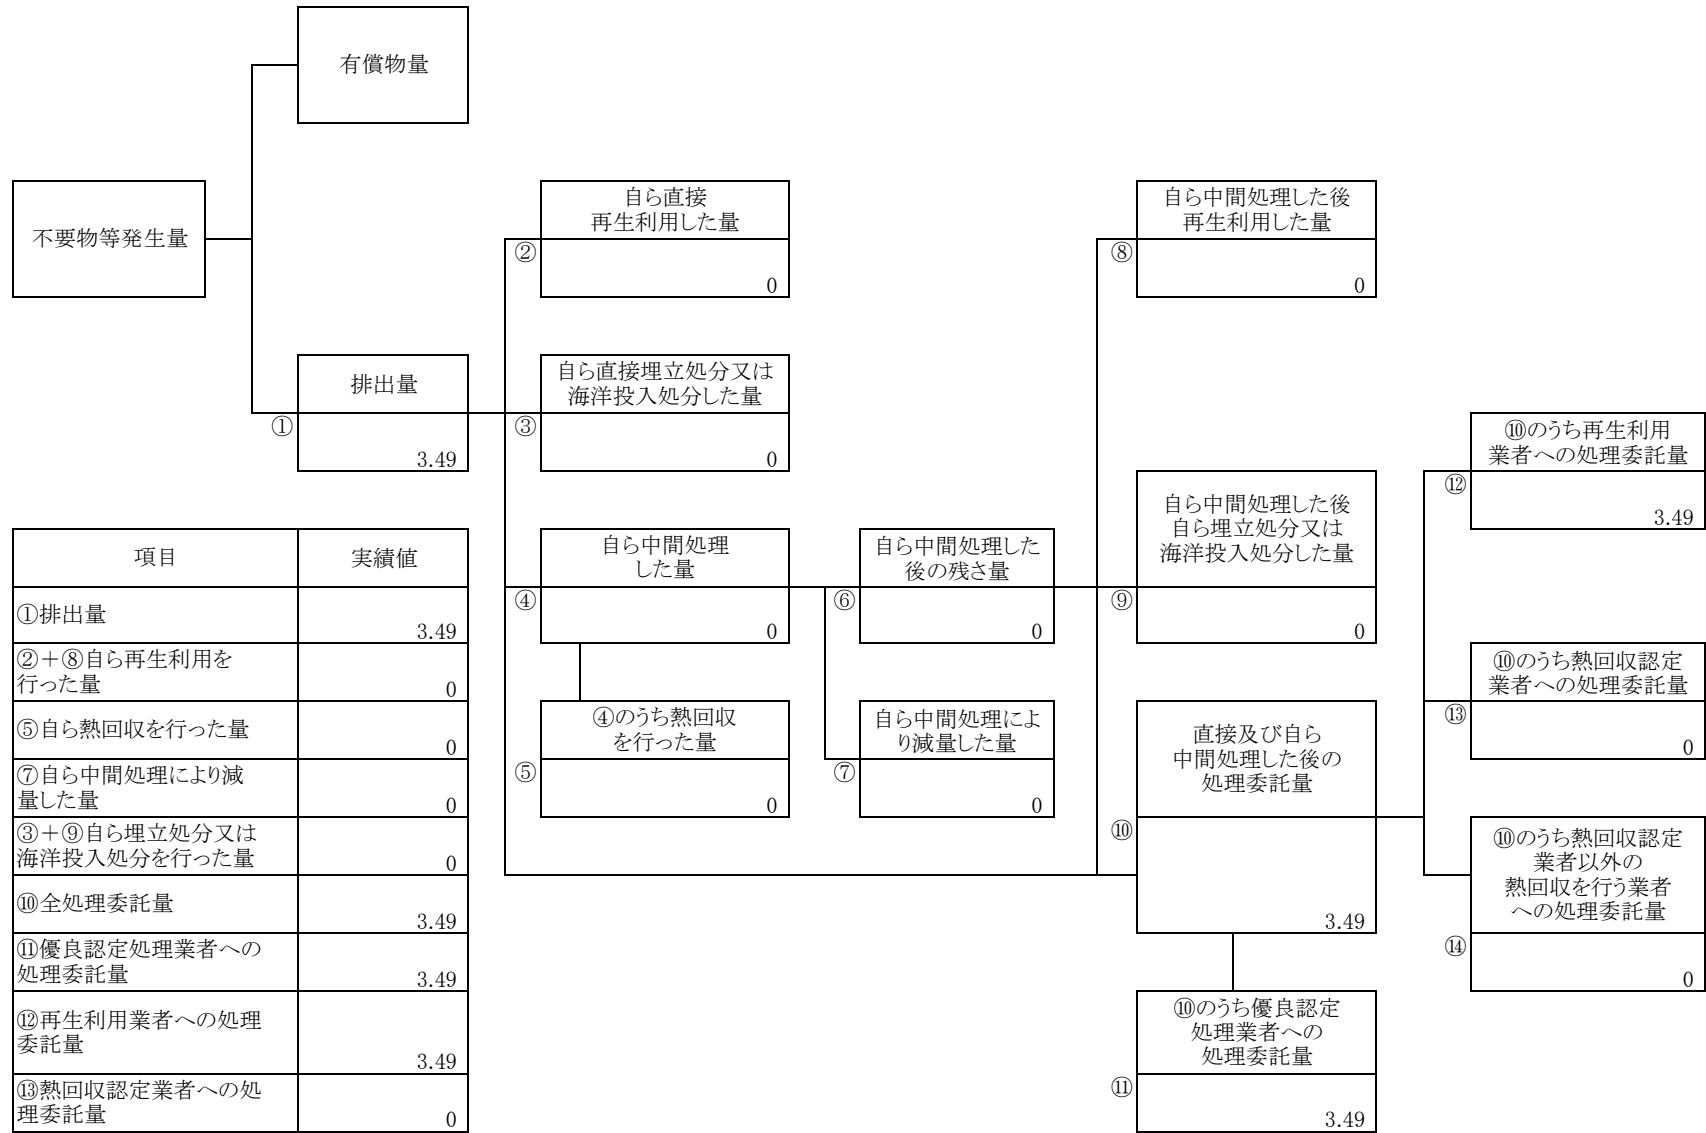 有償物量
不要物等発生量
自ら直接
再生利用した量
②
0
自ら中間処理した後
再生利用した量
⑧
0
排出量
①
3.49
自ら直接埋立処分又は
海洋投入処分した量
③
0
⑩のうち再生利用
業者への処理委託量
⑫
3.49
自ら中間処理
した量
④
0
自ら中間処理した
後の残さ量
⑥
0
自ら中間処理した後
自ら埋立処分又は
海洋投入処分した量
⑨
0
⑩のうち熱回収認定
業者への処理委託量
⑬
0
④のうち熱回収
を行った量
⑤
0
自ら中間処理によ
り減量した量
⑦
0
直接及び自ら
中間処理した後の
処理委託量
⑩
3.49
⑩のうち熱回収認定
業者以外の
熱回収を行う業者
への処理委託量
⑭
0
⑩のうち優良認定
処理業者への
処理委託量
⑪
3.49
項目 実績値
①排出量
3.49
②＋⑧自ら再生利用を
行った量
0
⑤自ら熱回収を行った量
0
⑦自ら中間処理により減
量した量
0
③＋⑨自ら埋立処分又は
海洋投入処分を行った量
0
⑩全処理委託量
3.49
⑪優良認定処理業者への
処理委託量
3.49
⑫再生利用業者への処理
委託量
3.49
⑬熱回収認定業者への処
理委託量
0